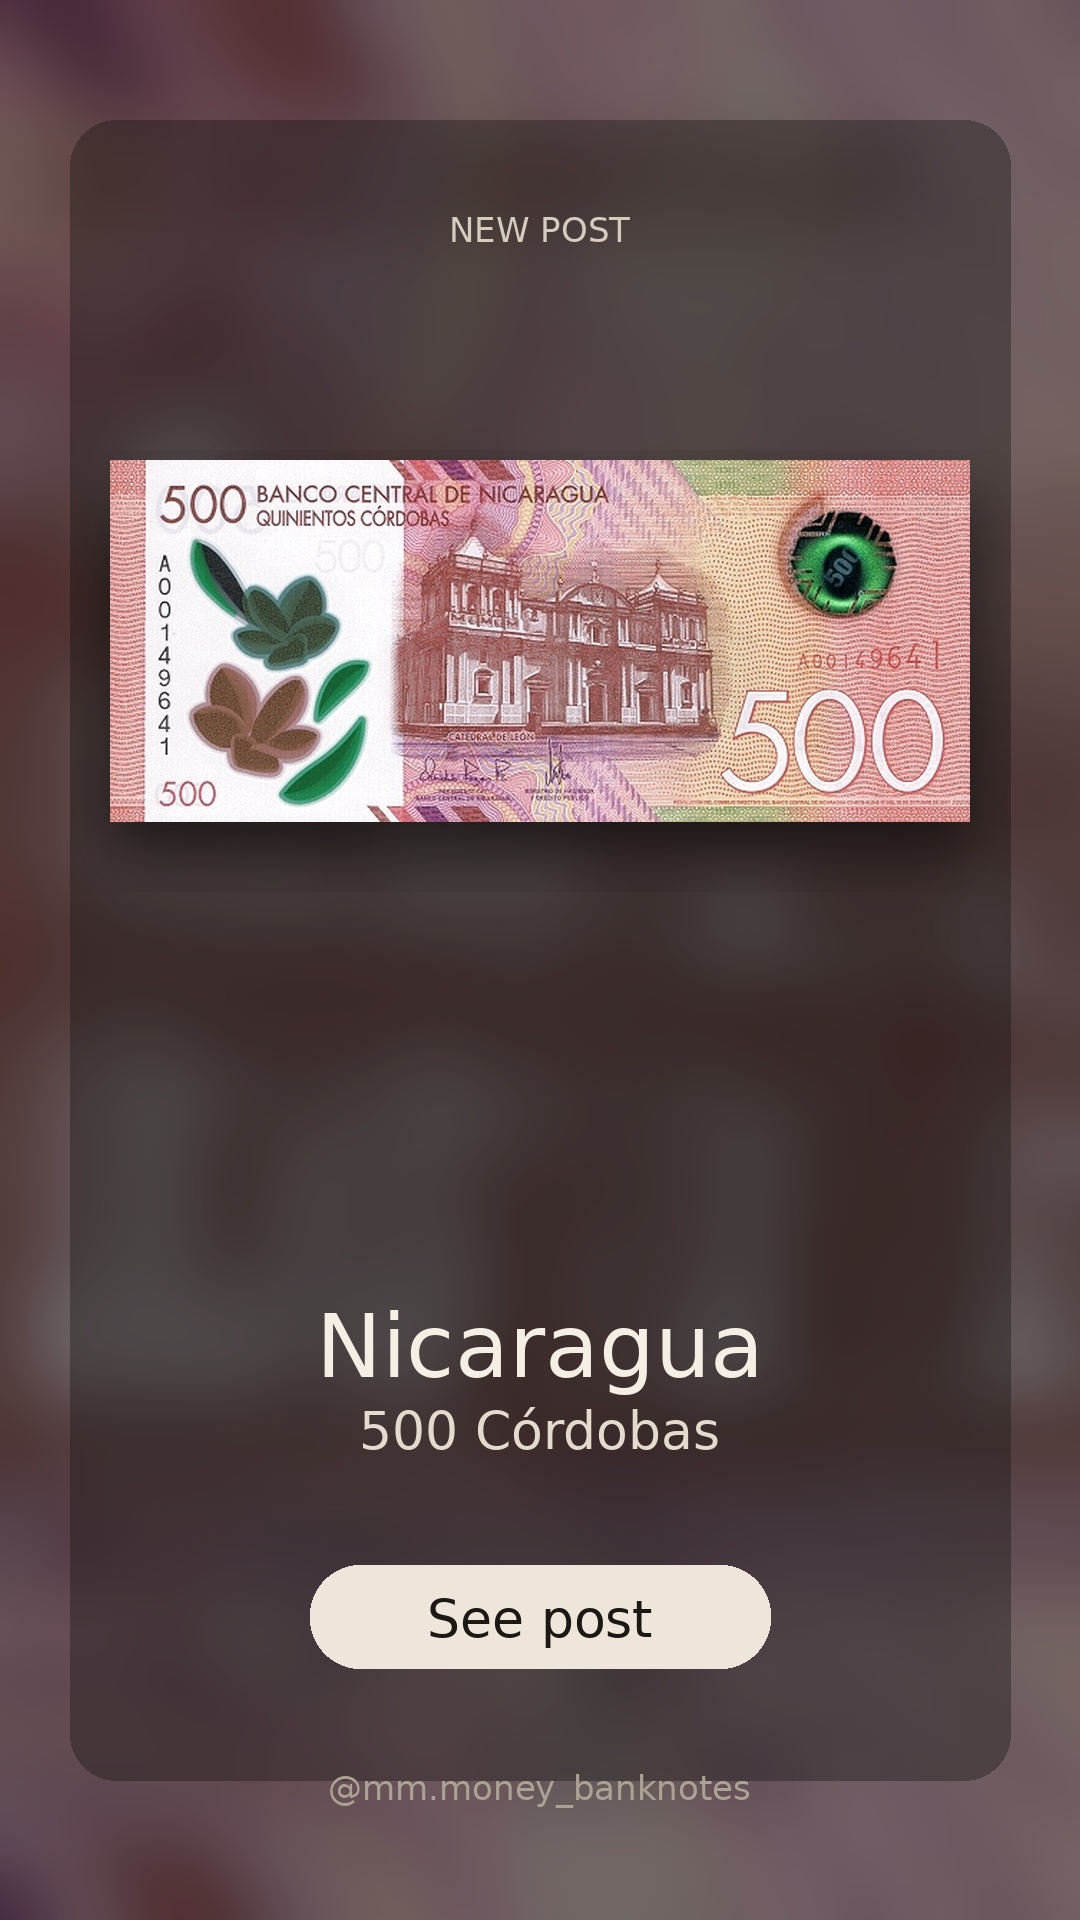 NEW POST
500 BANCO CENTRAL DE NICARAGUA
QUINIENTOS CÓRDOBAS
500
A00149641
500
CATEDRAL DE LEÓN
500
A00149641
500
Nicaragua
500 Córdobas
See post
@mm.money_banknotes